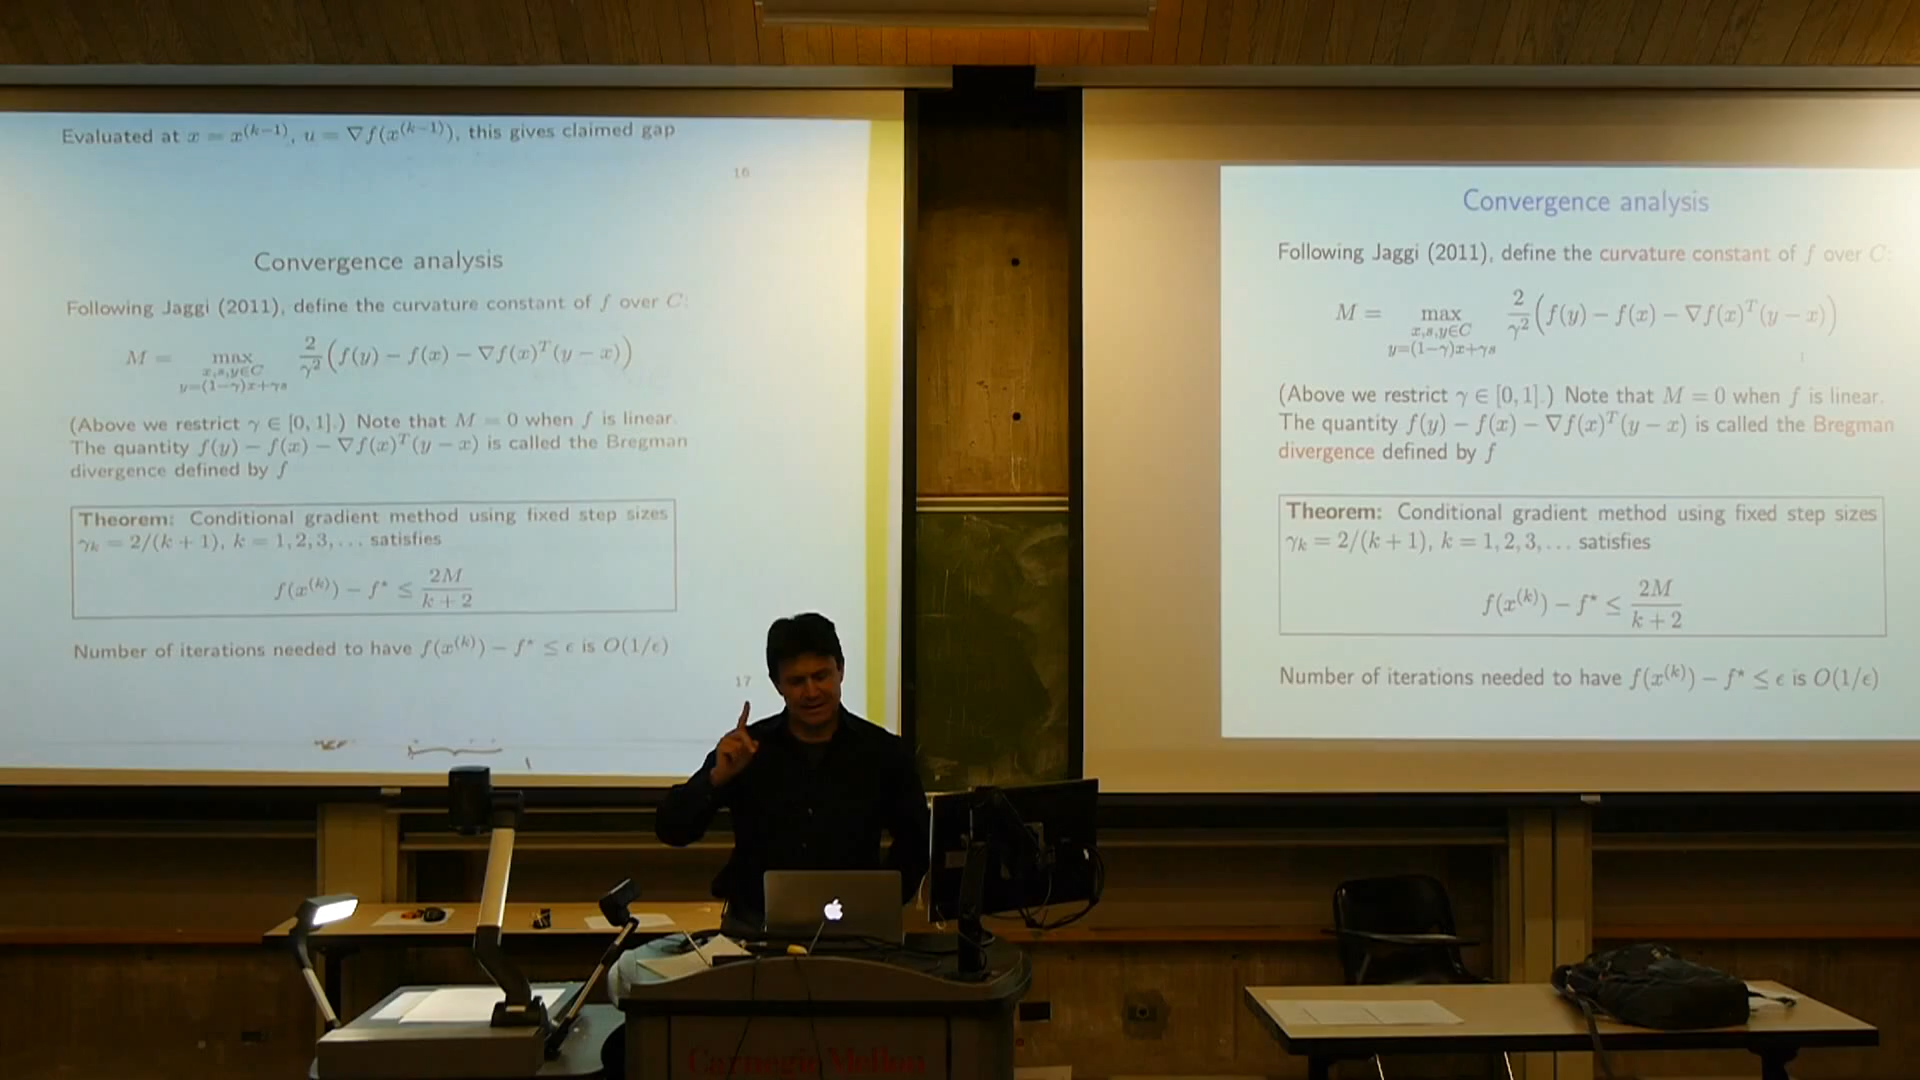 Evaluated at x = x^(k−1), u = ∇f(x^(k−1)), this gives claimed gap
16
Convergence analysis
Following Jaggi (2011), define the curvature constant of f over C:
M = max 2/γ² (f(y) − f(x) − ∇f(x)^T (y − x))
x,s,y∈C
y=(1−γ)x+γs
(Above we restrict γ ∈ [0, 1].) Note that M = 0 when f is linear.
The quantity f(y) − f(x) − ∇f(x)^T (y − x) is called the Bregman
divergence defined by f
Theorem: Conditional gradient method using fixed step sizes
γ_k = 2/(k + 1), k = 1, 2, 3, . . . satisfies
f(x^(k)) − f* ≤ 2M/(k + 2)
Number of iterations needed to have f(x^(k)) − f* ≤ ϵ is O(1/ϵ)
17
Convergence analysis
Following Jaggi (2011), define the curvature constant of f over C:
M = max 2/γ² (f(y) − f(x) − ∇f(x)^T (y − x))
x,s,y∈C
y=(1−γ)x+γs
(Above we restrict γ ∈ [0, 1].) Note that M = 0 when f is linear.
The quantity f(y) − f(x) − ∇f(x)^T (y − x) is called the Bregman
divergence defined by f
Theorem: Conditional gradient method using fixed step sizes
γ_k = 2/(k + 1), k = 1, 2, 3, . . . satisfies
f(x^(k)) − f* ≤ 2M/(k + 2)
Number of iterations needed to have f(x^(k)) − f* ≤ ϵ is O(1/ϵ)
Carnegie Mellon